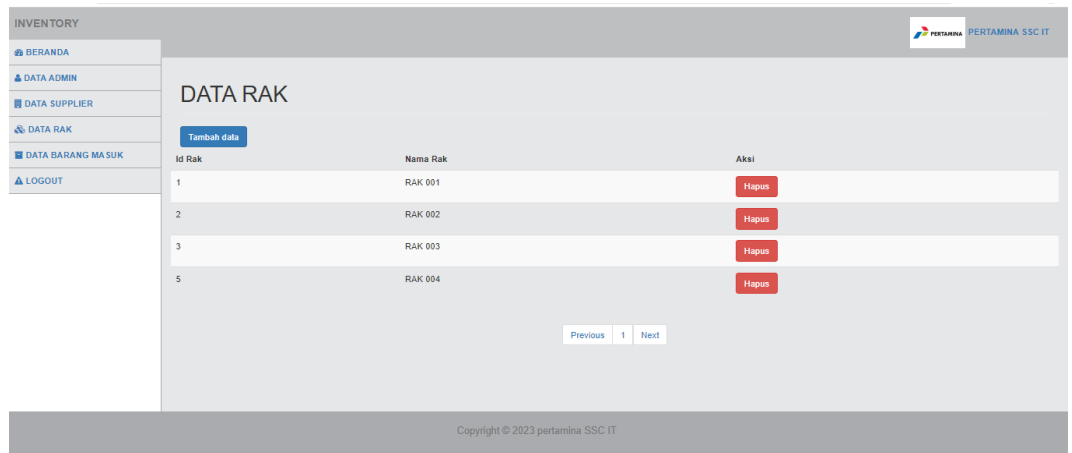 INVENTORY
PERTAMINA PERTAMINA SSC IT
BERANDA
DATA ADMIN
DATA SUPPLIER
DATA RAK
DATA BARANG MASUK
LOGOUT
DATA RAK
Tambah data
Id Rak Nama Rak Aksi
1 RAK 001 Hapus
2 RAK 002 Hapus
3 RAK 003 Hapus
5 RAK 004 Hapus
Previous 1 Next
Copyright © 2023 pertamina SSC IT